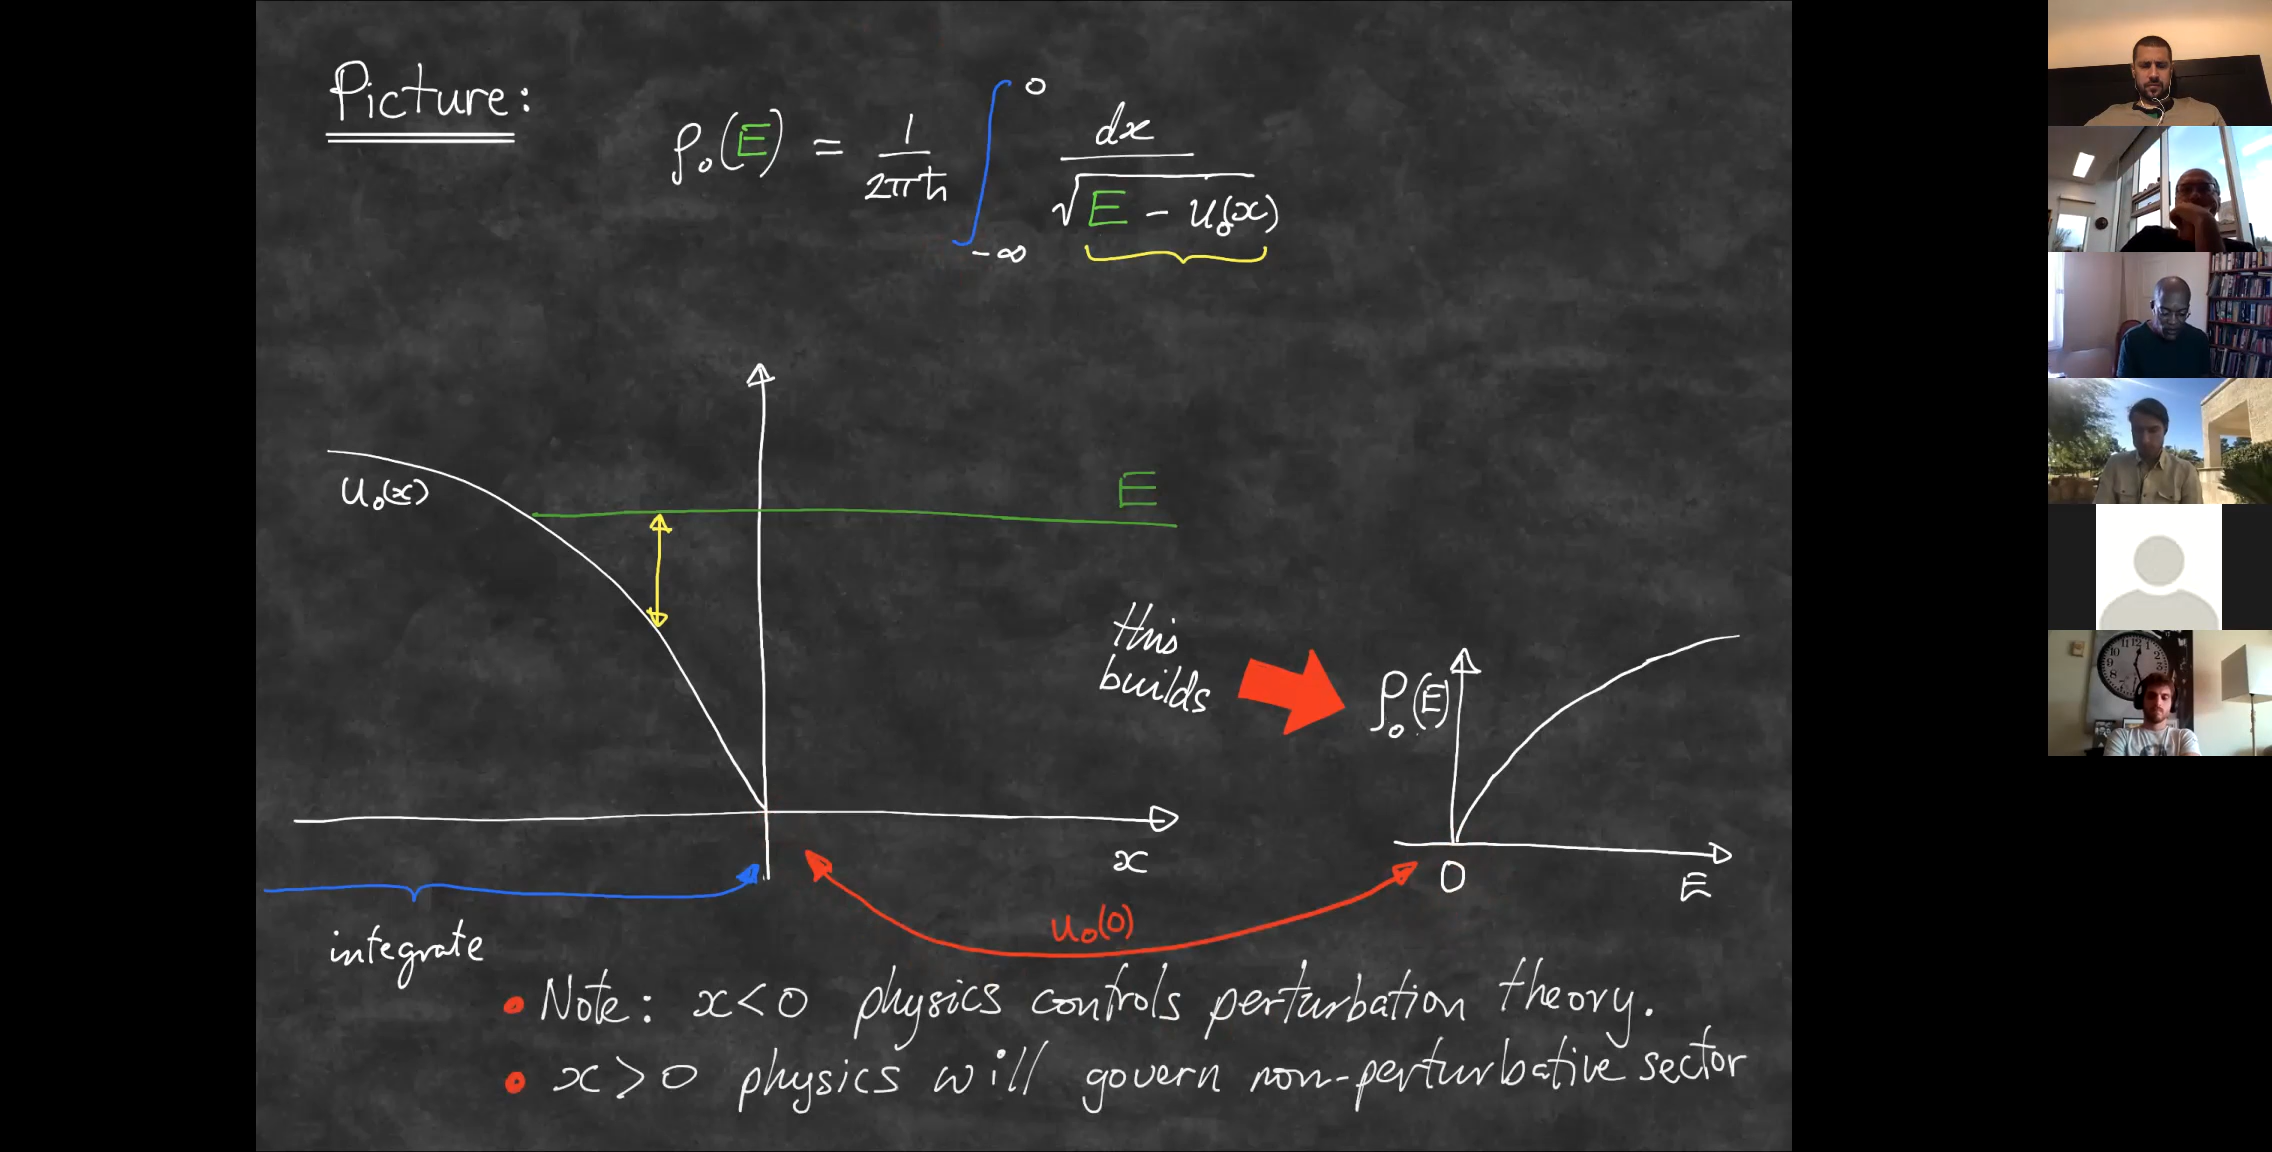 Picture:
ρ₀(E) = 1/2πħ ∫₋∞⁰ dx/√(E - u₀(x))
u₀(x)
E
this
builds
ρ₀(E)
x
0
E
u₀(0)
integrate
• Note: x<0 physics controls perturbation theory.
• x>0 physics will govern non-perturbative sector